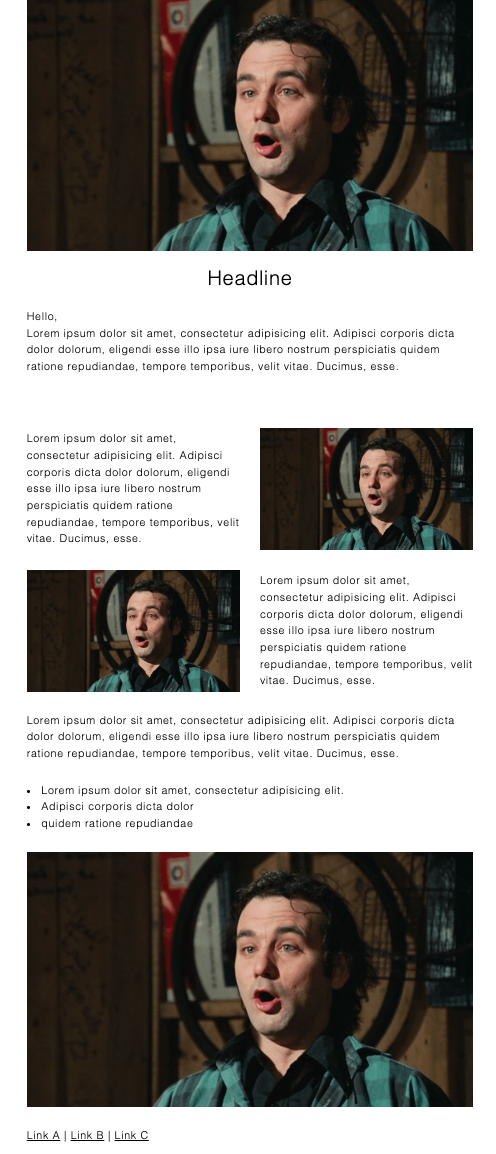 Headline
Hello,
Lorem ipsum dolor sit amet, consectetur adipisicing elit. Adipisci corporis dicta
dolor dolorum, eligendi esse illo ipsa iure libero nostrum perspiciatis quidem
ratione repudiandae, tempore temporibus, velit vitae. Ducimus, esse.
Lorem ipsum dolor sit amet,
consectetur adipisicing elit. Adipisci
corporis dicta dolor dolorum, eligendi
esse illo ipsa iure libero nostrum
perspiciatis quidem ratione
repudiandae, tempore temporibus, velit
vitae. Ducimus, esse.
Lorem ipsum dolor sit amet,
consectetur adipisicing elit. Adipisci
corporis dicta dolor dolorum, eligendi
esse illo ipsa iure libero nostrum
perspiciatis quidem ratione
repudiandae, tempore temporibus, velit
vitae. Ducimus, esse.
Lorem ipsum dolor sit amet, consectetur adipisicing elit. Adipisci corporis dicta
dolor dolorum, eligendi esse illo ipsa iure libero nostrum perspiciatis quidem
ratione repudiandae, tempore temporibus, velit vitae. Ducimus, esse.
• Lorem ipsum dolor sit amet, consectetur adipisicing elit.
• Adipisci corporis dicta dolor
• quidem ratione repudiandae
Link A | Link B | Link C